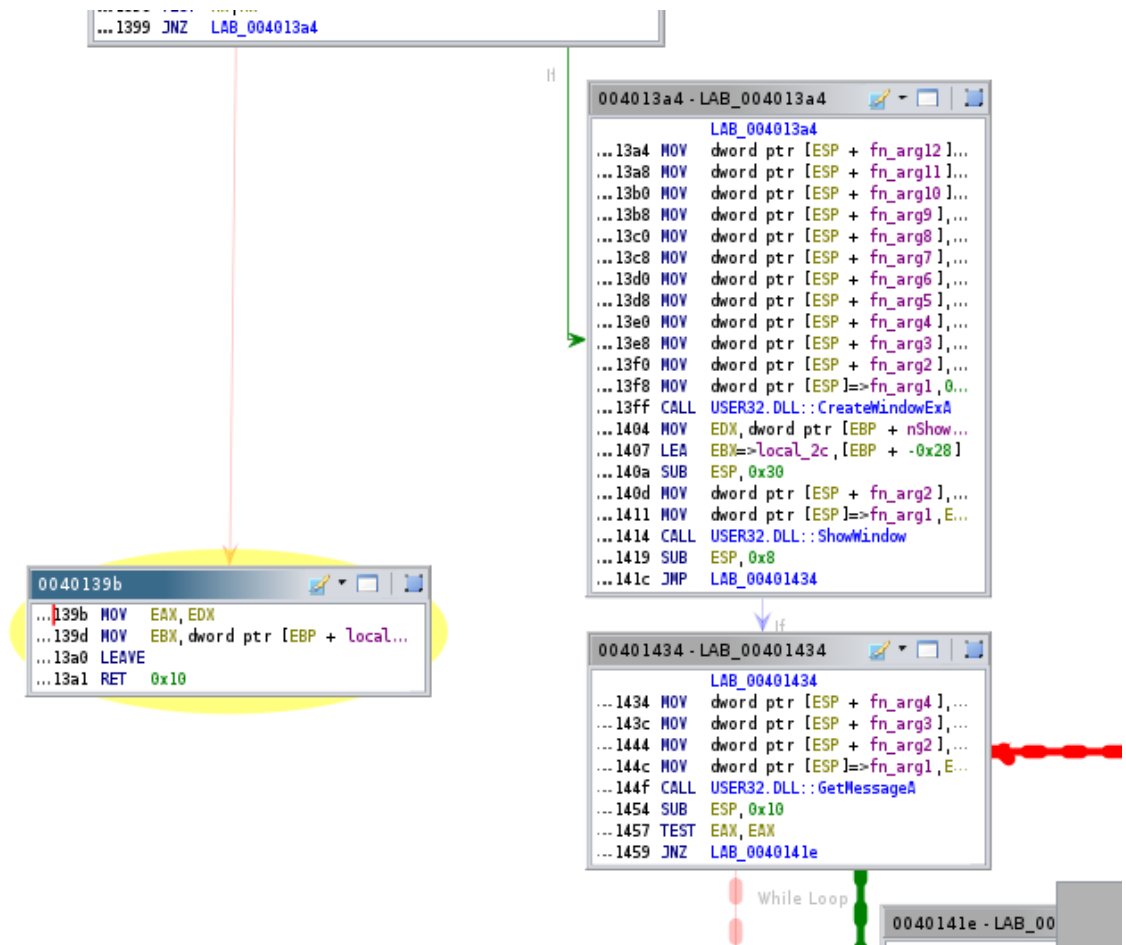 ...1399 JNZ LAB_004013a4
If
004013a4 - LAB_004013a4
LAB_004013a4
...13a4 MOV dword ptr [ESP + fn_arg12]...
...13a8 MOV dword ptr [ESP + fn_arg11]...
...13b0 MOV dword ptr [ESP + fn_arg10]...
...13b8 MOV dword ptr [ESP + fn_arg9],...
...13c0 MOV dword ptr [ESP + fn_arg8],...
...13c8 MOV dword ptr [ESP + fn_arg7],...
...13d0 MOV dword ptr [ESP + fn_arg6],...
...13d8 MOV dword ptr [ESP + fn_arg5],...
...13e0 MOV dword ptr [ESP + fn_arg4],...
...13e8 MOV dword ptr [ESP + fn_arg3],...
...13f0 MOV dword ptr [ESP + fn_arg2],...
...13f8 MOV dword ptr [ESP]=>fn_arg1,0...
...13ff CALL USER32.DLL::CreateWindowExA
...1404 MOV EDX,dword ptr [EBP + nShow...
...1407 LEA EBX=>local_2c,[EBP + -0x28]
...140a SUB ESP,0x30
...140d MOV dword ptr [ESP + fn_arg2],...
...1411 MOV dword ptr [ESP]=>fn_arg1,E...
...1414 CALL USER32.DLL::ShowWindow
...1419 SUB ESP,0x8
...141c JMP LAB_00401434
0040139b
...139b MOV EAX,EDX
...139d MOV EBX,dword ptr [EBP + local...
...13a0 LEAVE
...13a1 RET 0x10
If
00401434 - LAB_00401434
LAB_00401434
...1434 MOV dword ptr [ESP + fn_arg4],...
...143c MOV dword ptr [ESP + fn_arg3],...
...1444 MOV dword ptr [ESP + fn_arg2],...
...144c MOV dword ptr [ESP]=>fn_arg1,E...
...144f CALL USER32.DLL::GetMessageA
...1454 SUB ESP,0x10
...1457 TEST EAX,EAX
...1459 JNZ LAB_0040141e
While Loop
0040141e - LAB_00